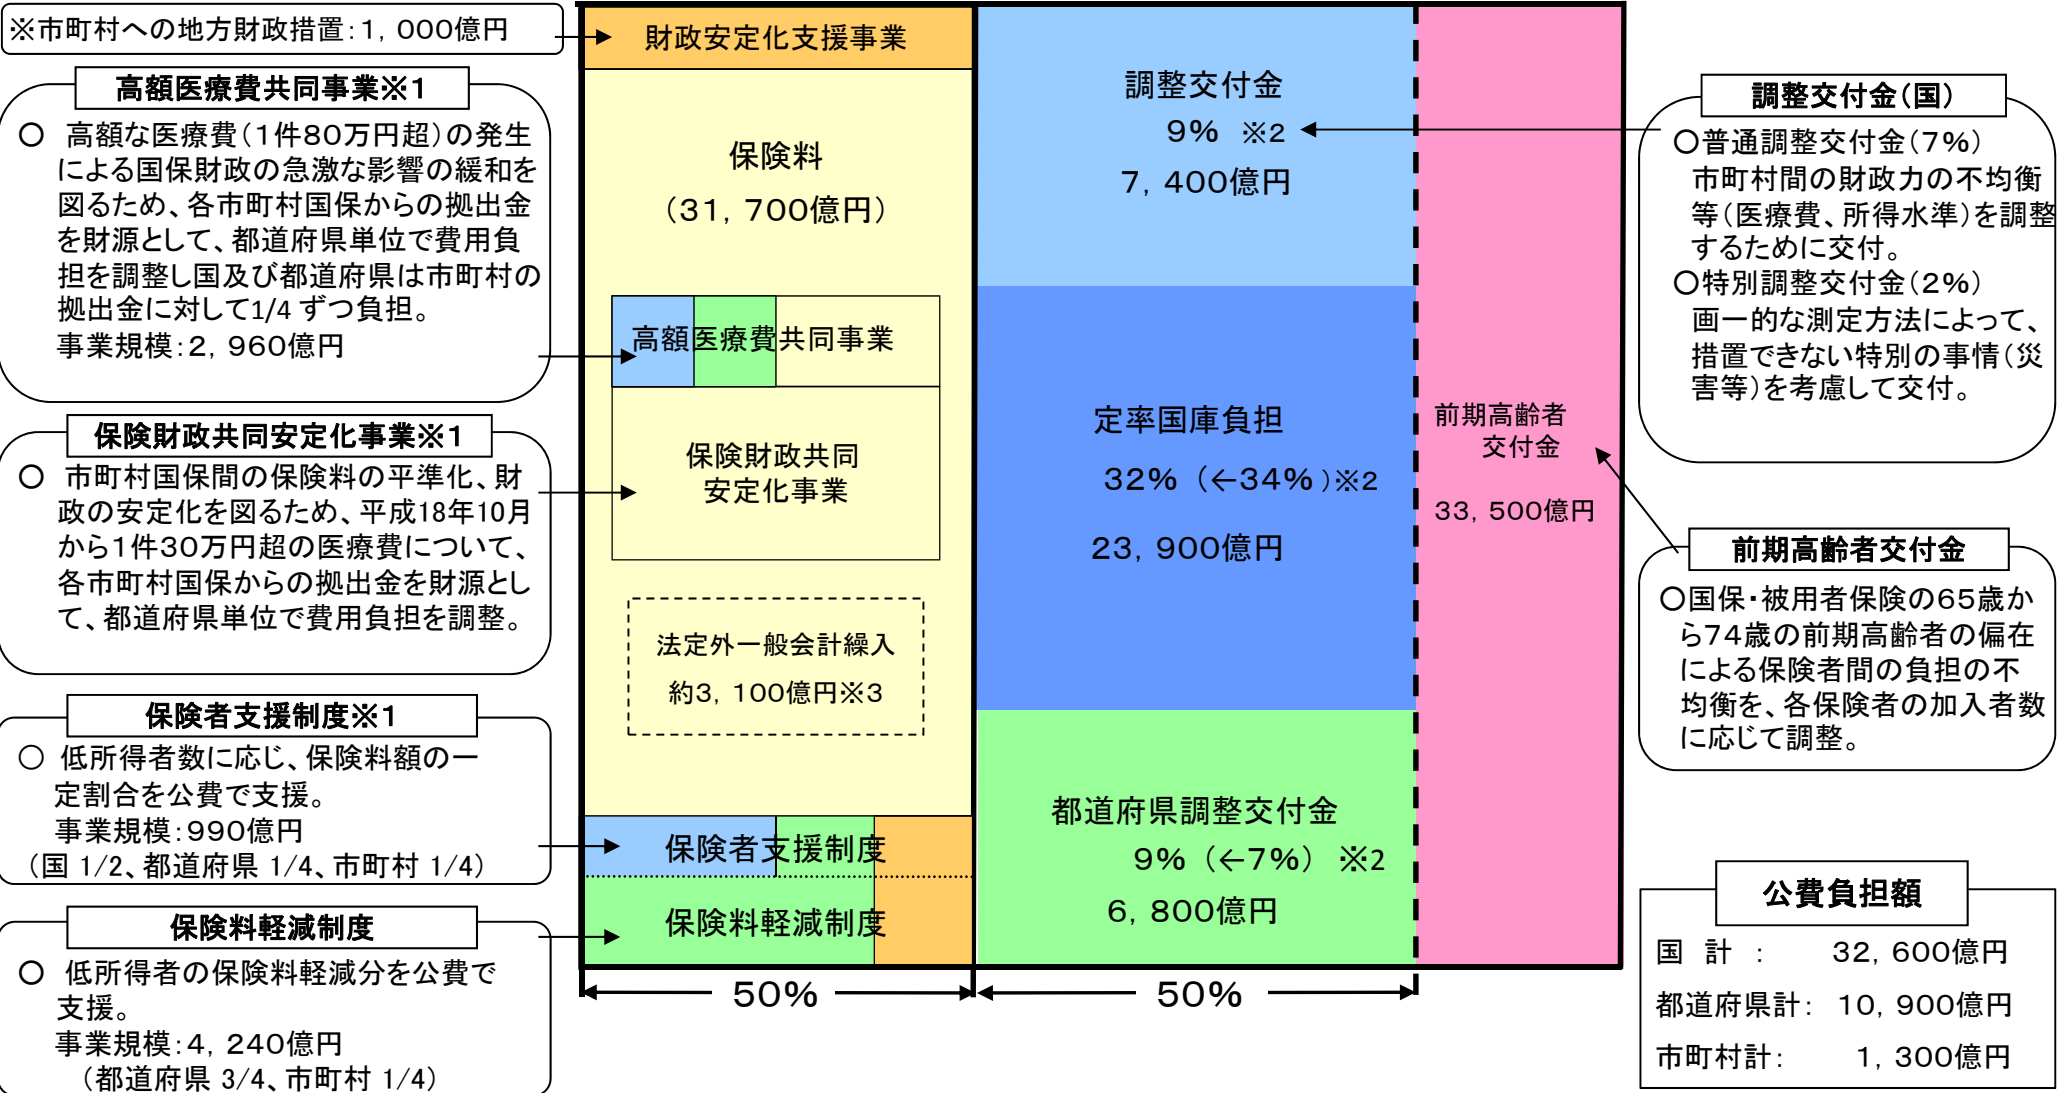 ※市町村への地方財政措置:1,000億円
高額医療費共同事業※1
○ 高額な医療費(1件80万円超)の発生
による国保財政の急激な影響の緩和を
図るため、各市町村国保からの拠出金
を財源として、都道府県単位で費用負
担を調整し国及び都道府県は市町村の
拠出金に対して1/4 ずつ負担。
事業規模:2,960億円
保険財政共同安定化事業※1
○ 市町村国保間の保険料の平準化、財
政の安定化を図るため、平成18年10月
から1件30万円超の医療費について、
各市町村国保からの拠出金を財源とし
て、都道府県単位で費用負担を調整。
保険者支援制度※1
○ 低所得者数に応じ、保険料額の一
定割合を公費で支援。
事業規模:990億円
(国 1/2、都道府県 1/4、市町村 1/4)
保険料軽減制度
○ 低所得者の保険料軽減分を公費で
支援。
事業規模:4,240億円
(都道府県 3/4、市町村 1/4)
財政安定化支援事業
保険料
(31,700億円)
高額医療費共同事業
保険財政共同
安定化事業
法定外一般会計繰入
約3,100億円※3
保険者支援制度
保険料軽減制度
50%
調整交付金
9% ※2
7,400億円
定率国庫負担
32% (←34%)※2
23,900億円
都道府県調整交付金
9% (←7%) ※2
6,800億円
50%
前期高齢者
交付金
33,500億円
調整交付金(国)
○普通調整交付金(7%)
市町村間の財政力の不均衡
等(医療費、所得水準)を調整
するために交付。
○特別調整交付金(2%)
画一的な測定方法によって、
措置できない特別の事情(災
害等)を考慮して交付。
前期高齢者交付金
○国保・被用者保険の65歳か
ら74歳の前期高齢者の偏在
による保険者間の負担の不
均衡を、各保険者の加入者数
に応じて調整。
公費負担額
国 計 : 32,600億円
都道府県計: 10,900億円
市町村計: 1,300億円